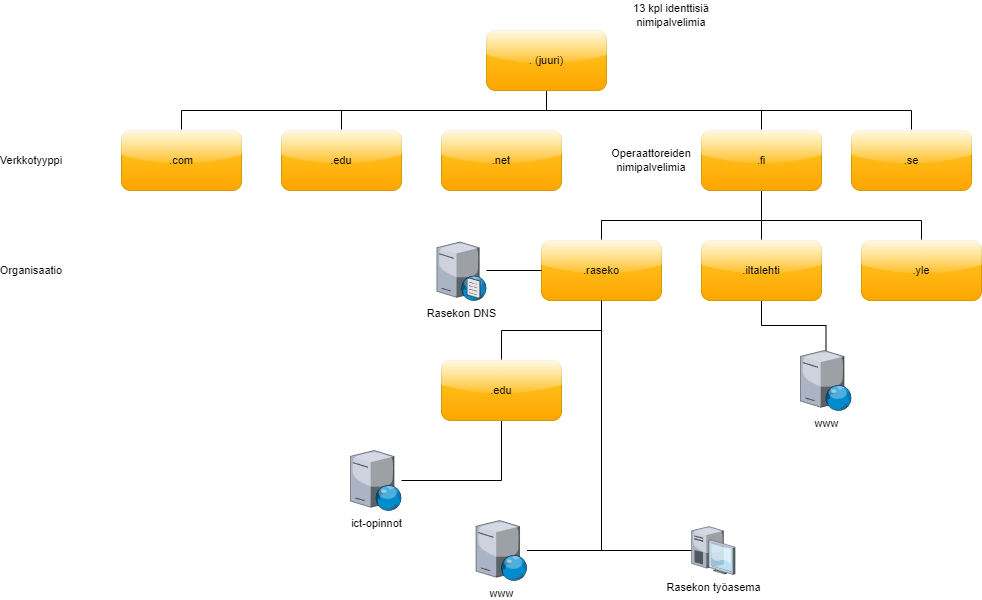 13 kpl identtisiä
nimipalvelimia
. (juuri)
Verkkotyyppi
.com
.edu
.net
Operaattoreiden
nimipalvelimia
.fi
.se
Organisaatio
.raseko
.iltalehti
.yle
Rasekon DNS
.edu
www
ict-opinnot
www
Rasekon työasema